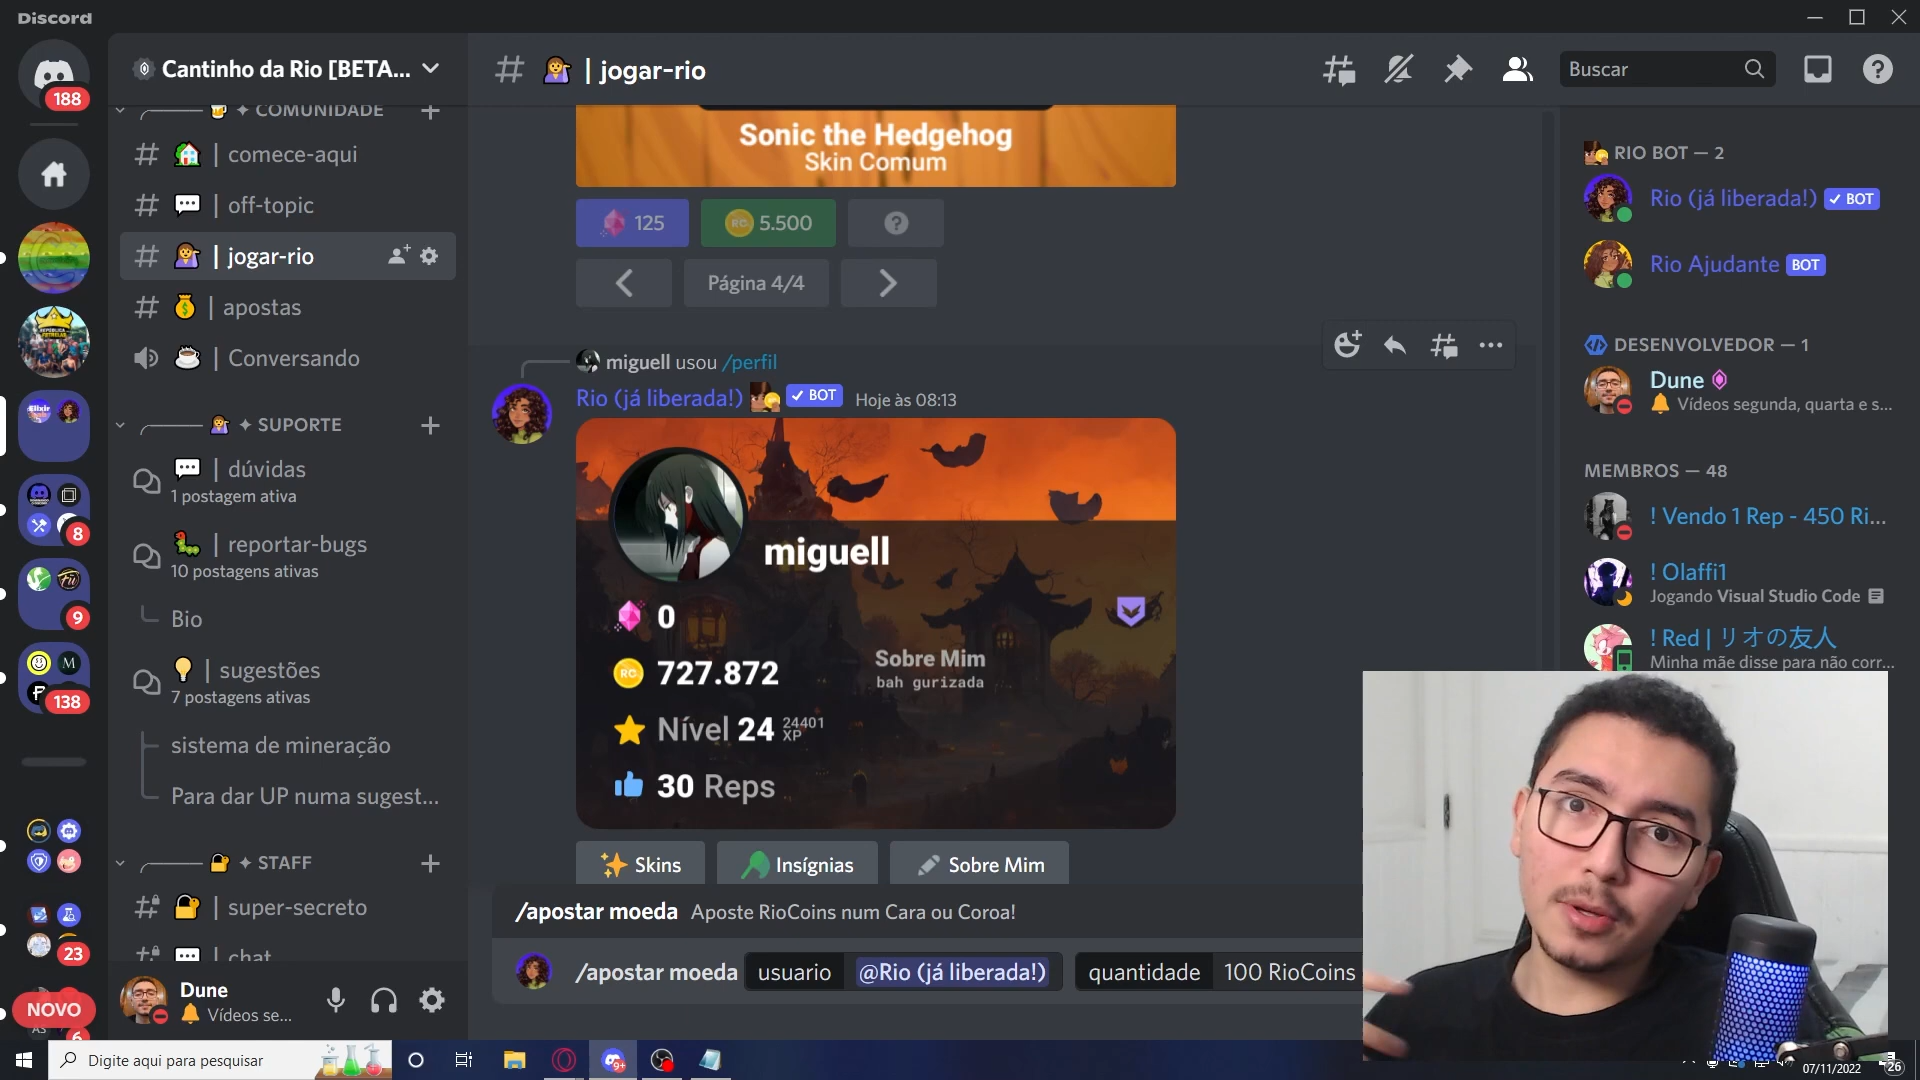 Discord
188
Cantinho da Rio [BETA...
✦ COMUNIDADE
| comece-aqui
| off-topic
| jogar-rio
| apostas
| Conversando
✦ SUPORTE
| dúvidas
1 postagem ativa
| reportar-bugs
10 postagens ativas
Bio
| sugestões
7 postagens ativas
sistema de mineração
Para dar UP numa sugest...
✦ STAFF
| super-secreto
| chat
8
9
138
23
NOVO
6
Dune
Vídeos se...
| jogar-rio
Buscar
Sonic the Hedgehog
Skin Comum
125
RC
5.500
Página 4/4
miguell usou /perfil
Rio (já liberada!) ✓ BOT Hoje às 08:13
miguell
0
RC
727.872
Nível 24 24401 XP
30 Reps
Sobre Mim
bah gurizada
Skins
Insígnias
Sobre Mim
/apostar moeda Aposte RioCoins num Cara ou Coroa!
/apostar moeda usuario @Rio (já liberada!) quantidade 100 RioCoins
RIO BOT — 2
Rio (já liberada!) ✓ BOT
Rio Ajudante BOT
DESENVOLVEDOR — 1
Dune
Vídeos segunda, quarta e s...
MEMBROS — 48
! Vendo 1 Rep - 450 Ri...
! Olaffi1
Jogando Visual Studio Code
! Red | リオの友人
Minha mãe disse para não corr...
Digite aqui para pesquisar
9+
07/11/2022
26